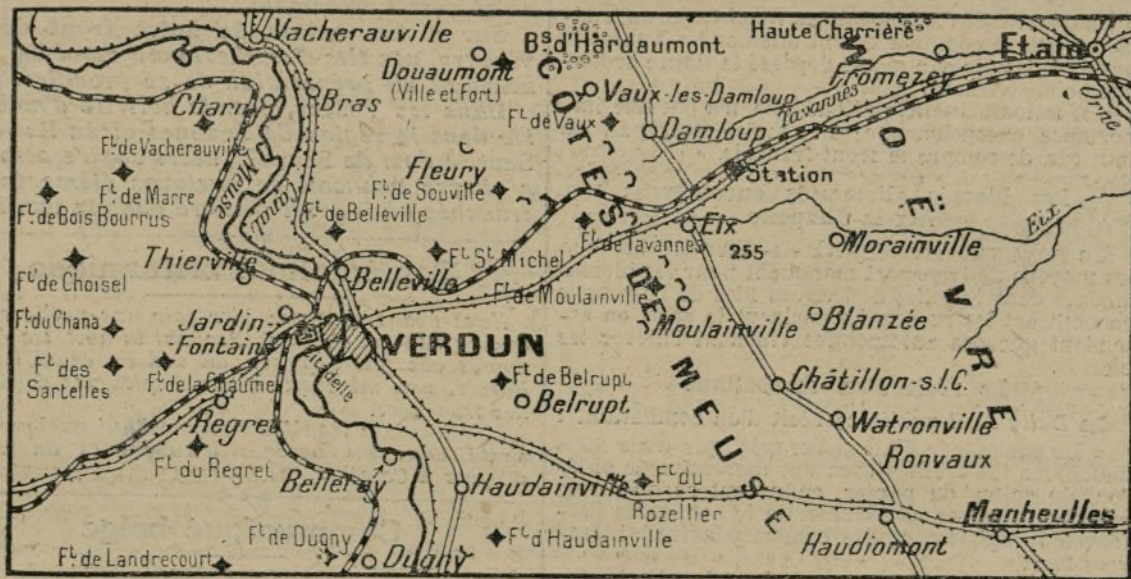 Vacherauville
Bs. d'Hardaumont
Haute Charrière
Etain
Douaumont
(Ville et Fort)
Fromezey
Vaux-les-Damloup
Charny
Bras
Tavannes
Orne
Ft. de Vaux
Damloup
Ft. de Vacherauville
Meuse
Canal
Fleury
Station
Ft. de Marre
Ft. de Souville
Ft. de Bois Bourrus
Ft. de Belleville
Eix
Eix
Ft. de Tavannes
255
Morainville
Thierville
Ft. St. Michel
Ft. de Choisel
Belleville
Ft. de Moulainville
Moulainville
Blanzée
Ft. du Chana
Jardin-
Fontaine
VERDUN
Citadelle
Ft. des
Sartelles
Ft. de la Chaume
Ft. de Belrupt
Belrupt
Châtillon-s.l.C.
Regret
Watronville
Ft. du Regret
Ronvaux
Belleray
Haudainville
Ft. du
Rozellier
Manheulles
Ft. de Dugny
Ft. d'Haudainville
Haudiomont
Ft. de Landrecourt
Dugny
COTES DE MEUSE
WOËVRE